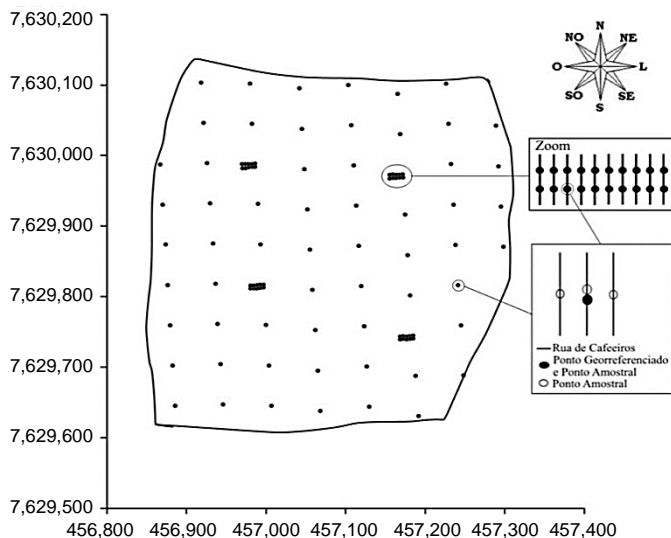 7,630,200
7,630,100
7,630,000
7,629,900
7,629,800
7,629,700
7,629,600
7,629,500
456,800 456,900 457,000 457,100 457,200 457,300 457,400
N
NO NE
O L
SO SE
S
Zoom
Rua de Cafeeiros
Ponto Georreferenciado
e Ponto Amostral
Ponto Amostral